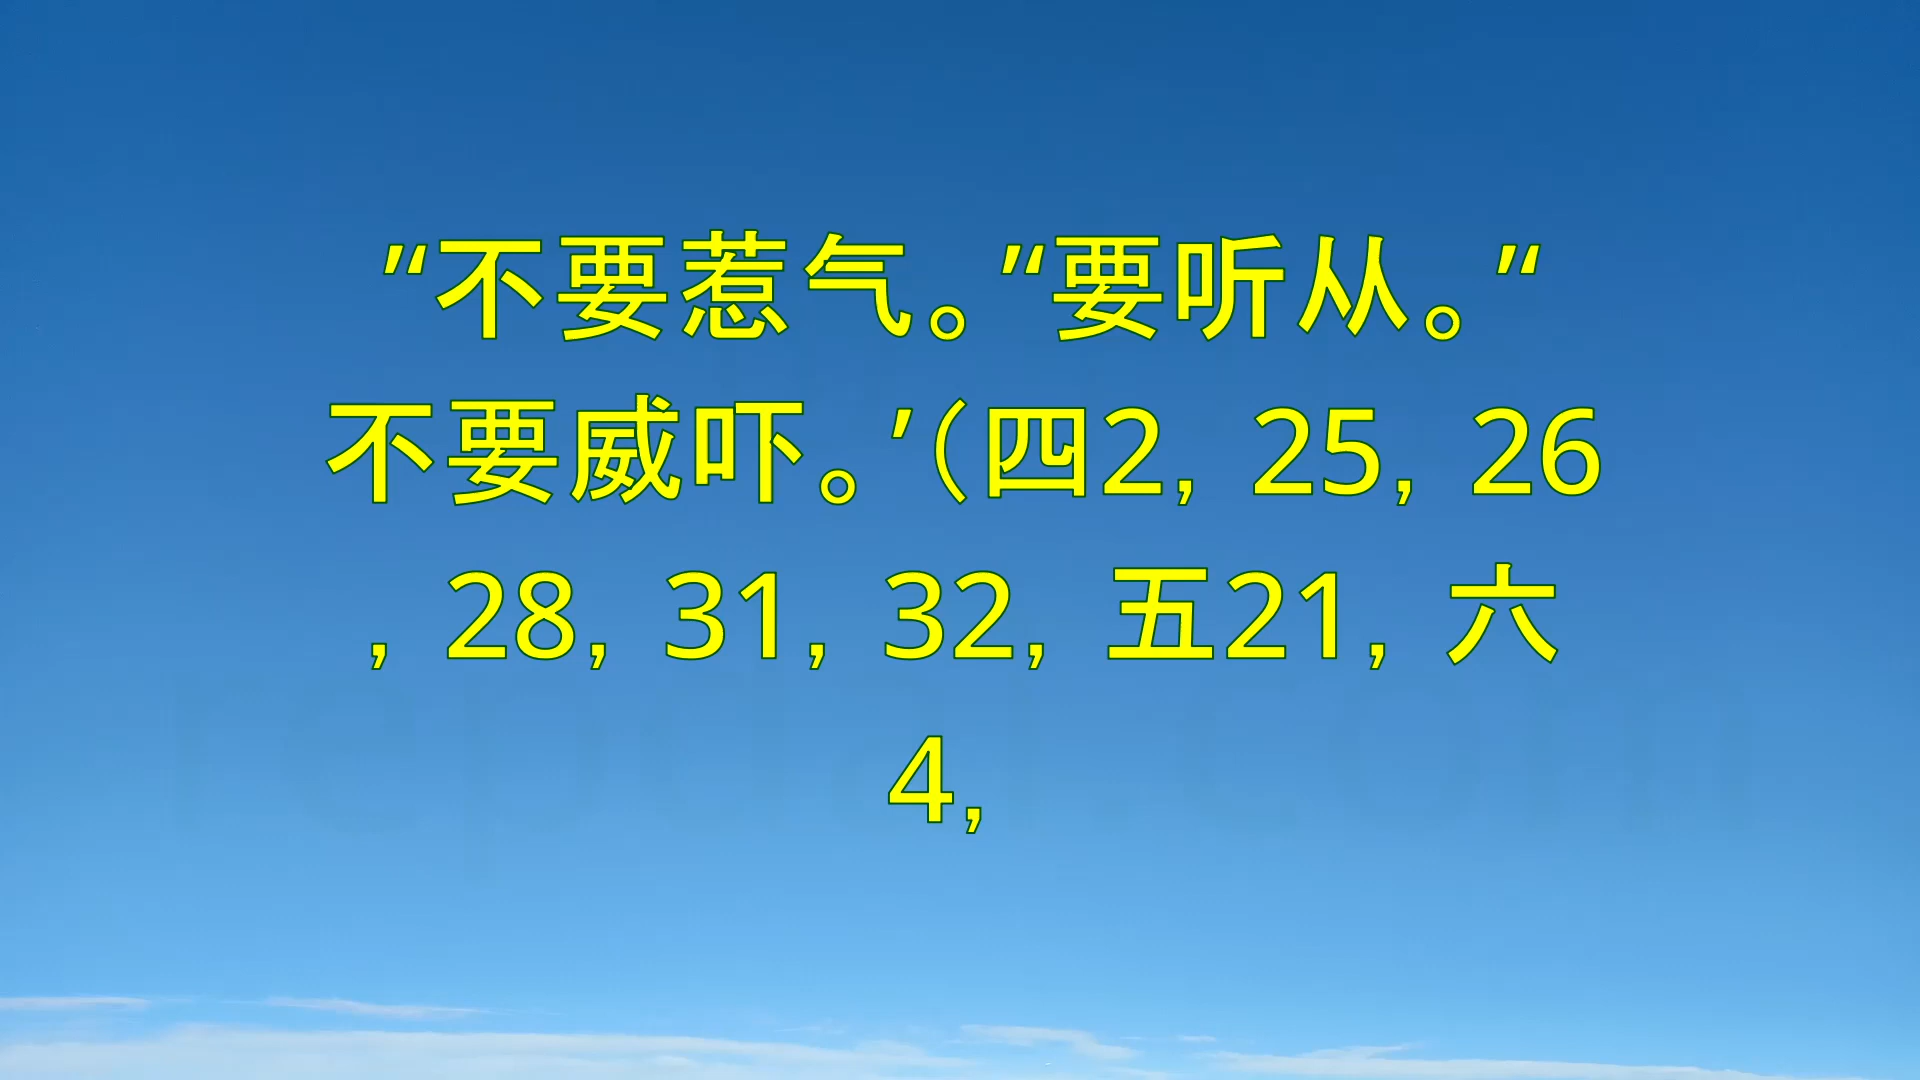 “不要惹气。“要听从。“
不要威吓。’（四2, 25, 26
, 28, 31, 32, 五21, 六
4,